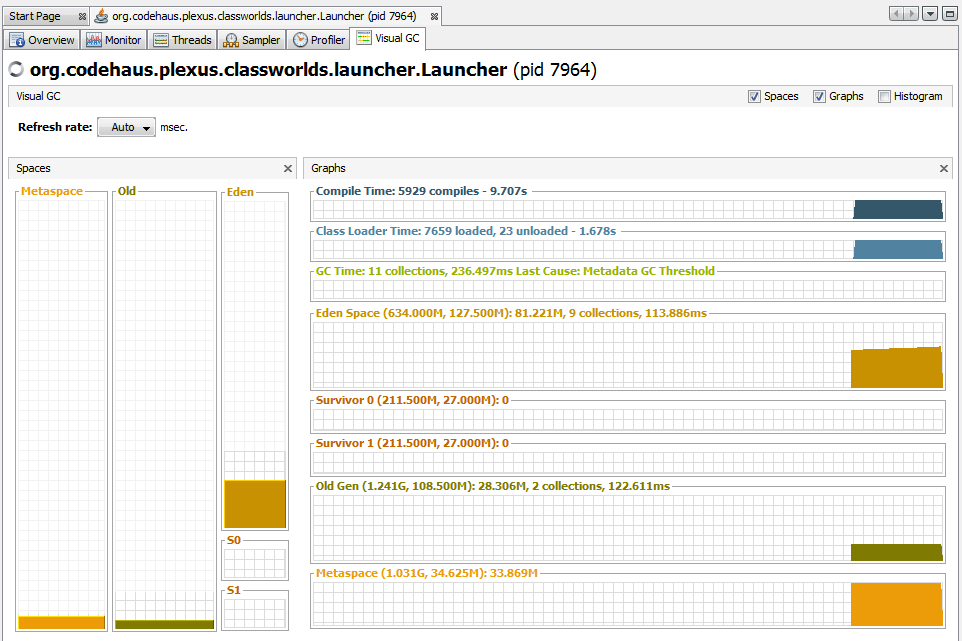 Start Page
org.codehaus.plexus.classworlds.launcher.Launcher (pid 7964)
Overview Monitor Threads Sampler Profiler Visual GC
org.codehaus.plexus.classworlds.launcher.Launcher (pid 7964)
Visual GC
Spaces Graphs Histogram
Refresh rate: Auto msec.
Spaces
Metaspace
Old
Eden
S0
S1
Graphs
Compile Time: 5929 compiles - 9.707s
Class Loader Time: 7659 loaded, 23 unloaded - 1.678s
GC Time: 11 collections, 236.497ms Last Cause: Metadata GC Threshold
Eden Space (634.000M, 127.500M): 81.221M, 9 collections, 113.886ms
Survivor 0 (211.500M, 27.000M): 0
Survivor 1 (211.500M, 27.000M): 0
Old Gen (1.241G, 108.500M): 28.306M, 2 collections, 122.611ms
Metaspace (1.031G, 34.625M): 33.869M